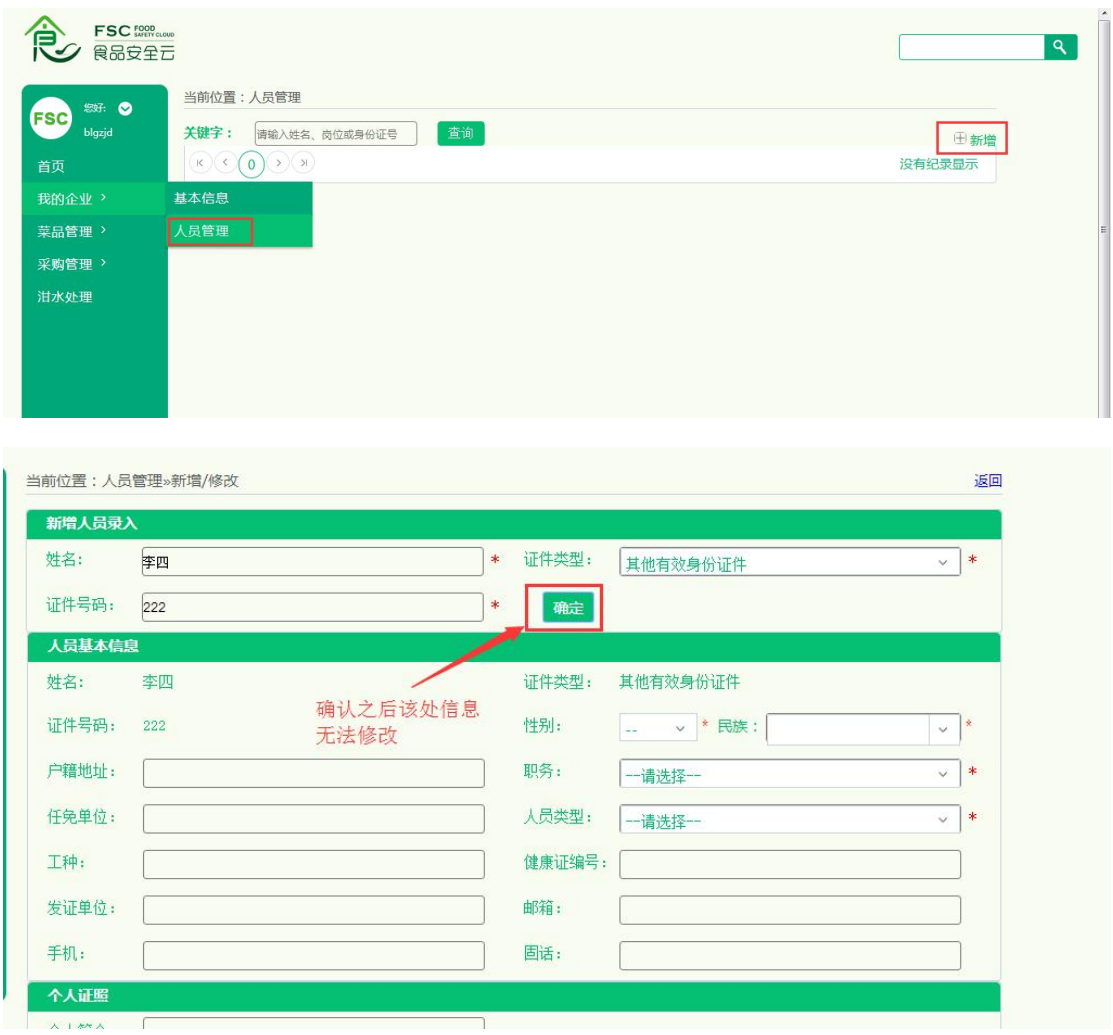 FSC FOOD SAFETY CLOUD
食品安全云
当前位置：人员管理
FSC
您好:
blgzjd
关键字：
请输入姓名、岗位或身份证号
查询
新增
0
没有纪录显示
首页
我的企业 >
基本信息
菜品管理 >
人员管理
采购管理 >
泔水处理
当前位置：人员管理»新增/修改
返回
新增人员录入
姓名: 李四 * 证件类型: 其他有效身份证件 *
证件号码: 222 * 确定
人员基本信息
姓名: 李四 证件类型: 其他有效身份证件
确认之后该处信息
无法修改
证件号码: 222 性别: -- * 民族： *
户籍地址: 职务: --请选择-- *
任免单位: 人员类型: --请选择-- *
工种: 健康证编号:
发证单位: 邮箱:
手机: 固话:
个人证照